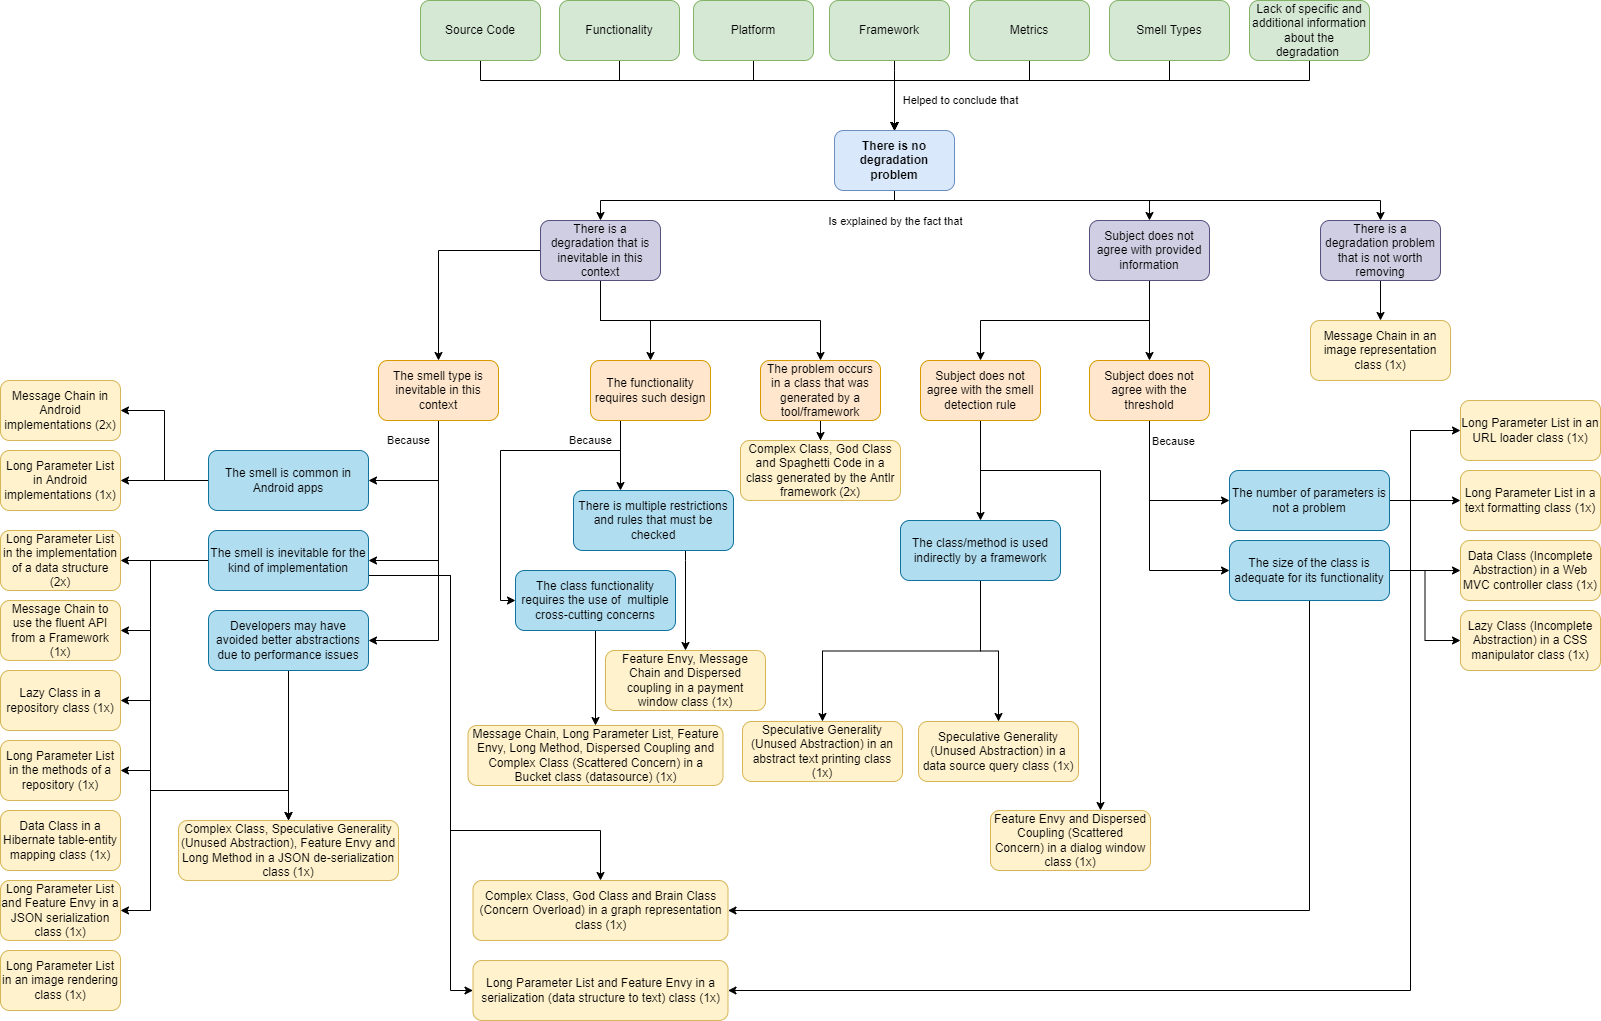 Source Code
Functionality
Platform
Framework
Metrics
Smell Types
Lack of specific and
additional information
about the
degradation
Helped to conclude that
There is no
degradation
problem
Is explained by the fact that
There is a
degradation that is
inevitable in this
context
Subject does not
agree with provided
information
There is a
degradation problem
that is not worth
removing
Message Chain in an
image representation
class (1x)
The smell type is
inevitable in this
context
The functionality
requires such design
The problem occurs
in a class that was
generated by a
tool/framework
Subject does not
agree with the smell
detection rule
Subject does not
agree with the
threshold
Because
Because
Because
Complex Class, God Class
and Spaghetti Code in a
class generated by the Antlr
framework (2x)
Message Chain in
Android
implementations (2x)
Long Parameter List
in Android
implementations (1x)
Long Parameter List
in the implementation
of a data structure
(2x)
Message Chain to
use the fluent API
from a Framework
(1x)
Lazy Class in a
repository class (1x)
Long Parameter List
in the methods of a
repository (1x)
Data Class in a
Hibernate table-entity
mapping class (1x)
Long Parameter List
and Feature Envy in a
JSON serialization
class (1x)
Long Parameter List
in an image rendering
class (1x)
The smell is common in
Android apps
The smell is inevitable for the
kind of implementation
Developers may have
avoided better abstractions
due to performance issues
Complex Class, Speculative Generality
(Unused Abstraction), Feature Envy and
Long Method in a JSON de-serialization
class (1x)
There is multiple restrictions
and rules that must be
checked
The class functionality
requires the use of  multiple
cross-cutting concerns
Feature Envy, Message
Chain and Dispersed
coupling in a payment
window class (1x)
Message Chain, Long Parameter List, Feature
Envy, Long Method, Dispersed Coupling and
Complex Class (Scattered Concern) in a
Bucket class (datasource) (1x)
The class/method is used
indirectly by a framework
Speculative Generality
(Unused Abstraction) in an
abstract text printing class
(1x)
Speculative Generality
(Unused Abstraction) in a
data source query class (1x)
Feature Envy and Dispersed
Coupling (Scattered
Concern) in a dialog window
class (1x)
The number of parameters is
not a problem
The size of the class is
adequate for its functionality
Long Parameter List in an
URL loader class (1x)
Long Parameter List in a
text formatting class (1x)
Data Class (Incomplete
Abstraction) in a Web
MVC controller class (1x)
Lazy Class (Incomplete
Abstraction) in a CSS
manipulator class (1x)
Complex Class, God Class and Brain Class
(Concern Overload) in a graph representation
class (1x)
Long Parameter List and Feature Envy in a
serialization (data structure to text) class (1x)